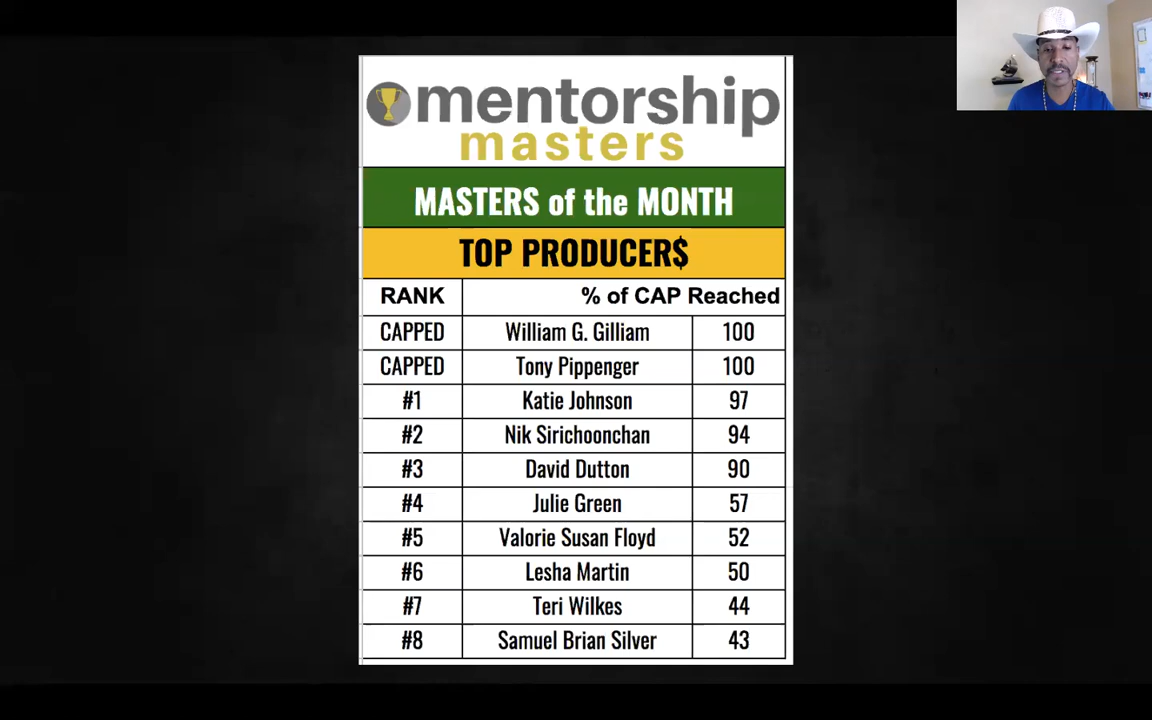 mentorship
masters
MASTERS of the MONTH
TOP PRODUCER$
RANK % of CAP Reached
CAPPED William G. Gilliam 100
CAPPED Tony Pippenger 100
#1 Katie Johnson 97
#2 Nik Sirichoonchan 94
#3 David Dutton 90
#4 Julie Green 57
#5 Valorie Susan Floyd 52
#6 Lesha Martin 50
#7 Teri Wilkes 44
#8 Samuel Brian Silver 43